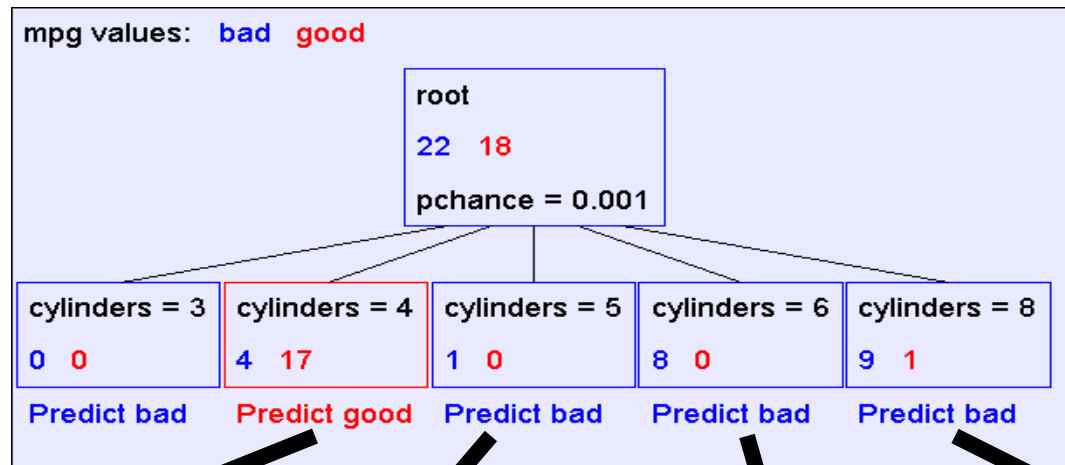 mpg values: bad good
root
22 18
pchance = 0.001
cylinders = 3
0 0
Predict bad
cylinders = 4
4 17
Predict good
cylinders = 5
1 0
Predict bad
cylinders = 6
8 0
Predict bad
cylinders = 8
9 1
Predict bad